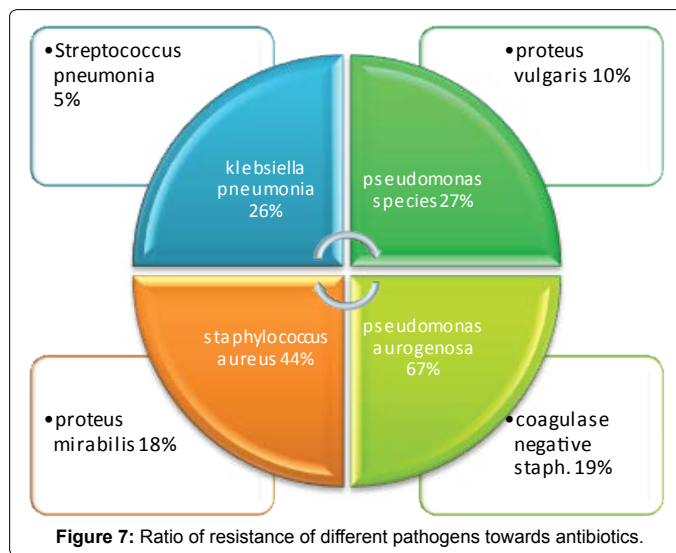 •Streptococcus
pneumonia
5%
•proteus
vulgaris 10%
klebsiella
pneumonia
26%
pseudomonas
species 27%
staphylococcus
aureus 44%
pseudomonas
aurogenosa
67%
•proteus
mirabilis 18%
•coagulase
negative
staph. 19%
Figure 7: Ratio of resistance of different pathogens towards antibiotics.